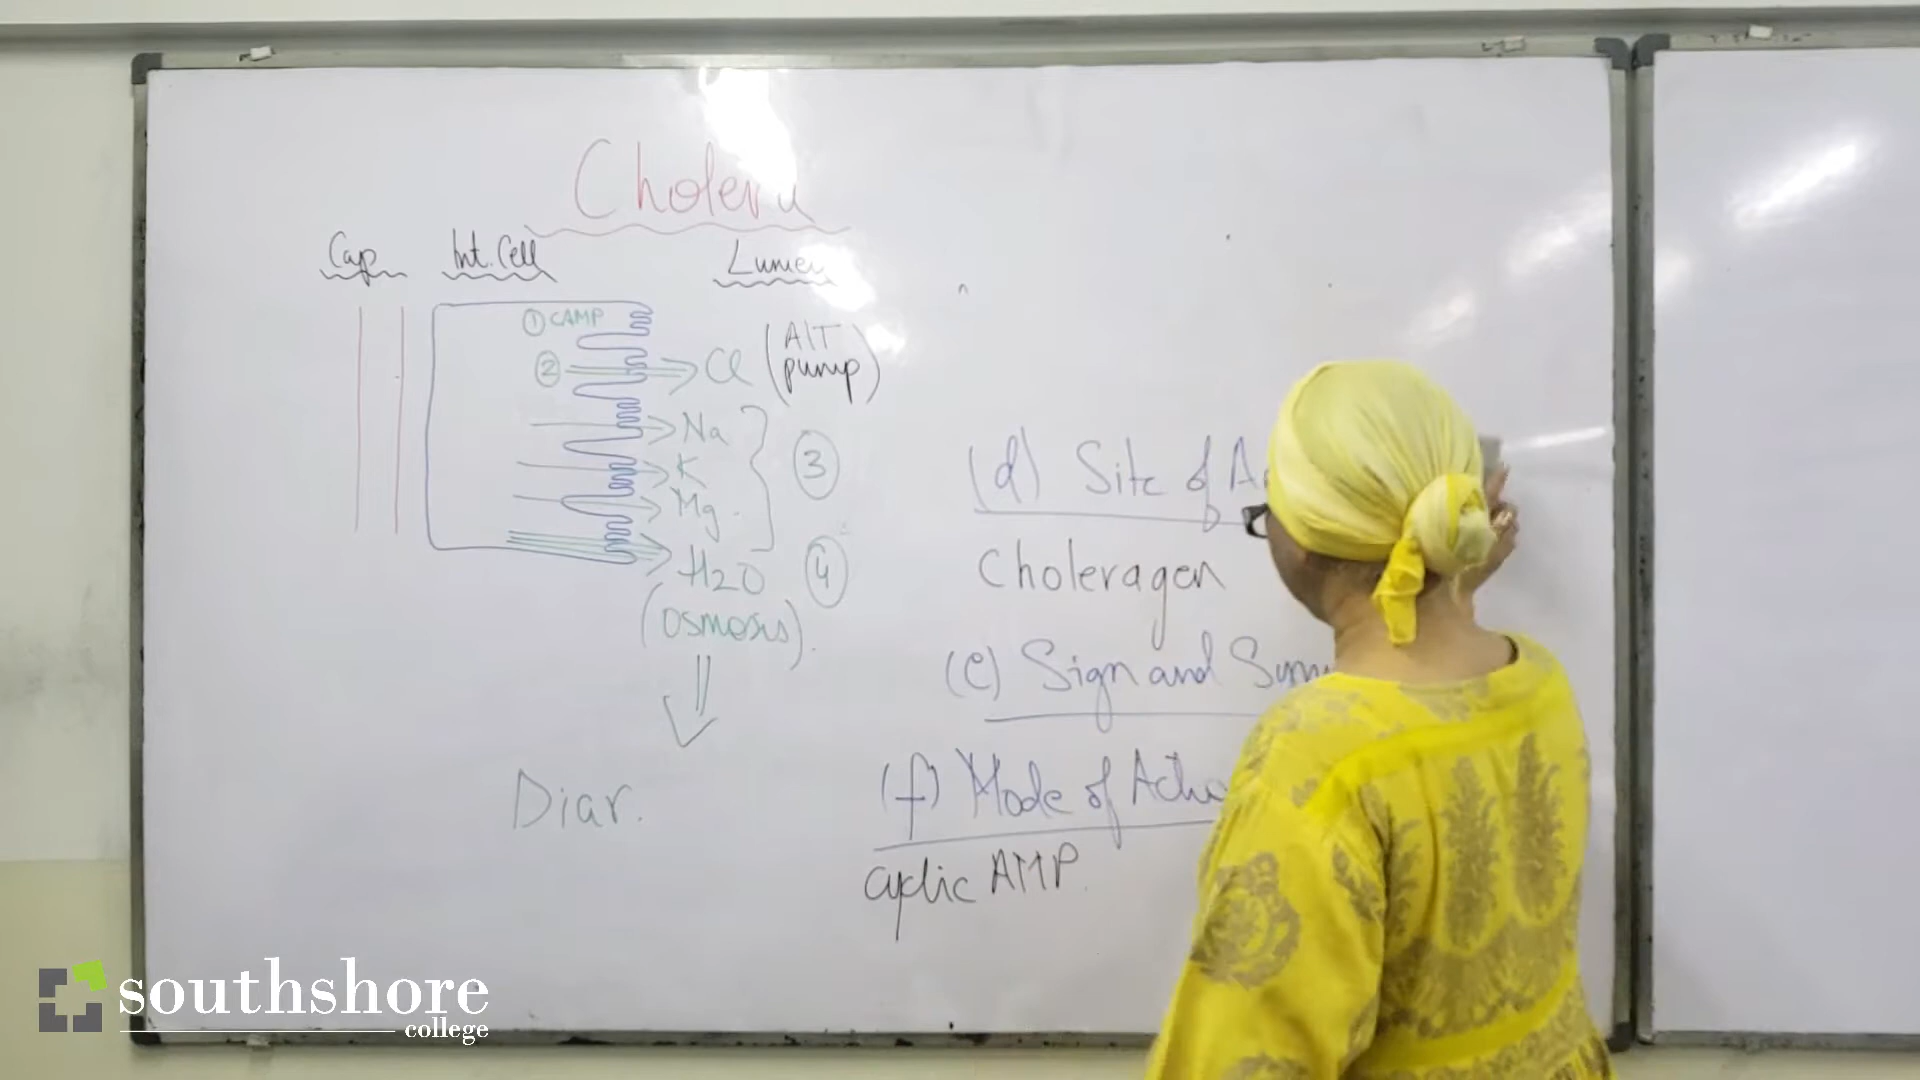 Cholera
Cap Int. Cell Lumen
① CAMP
② Cl (A/T pump)
Na
K
Mg.
③
H2O ④
(osmosis).
Diar.
(d) Site of
Choleragen
(e) Sign and
(f) Mode of
cyclic AMP.
southshore
college